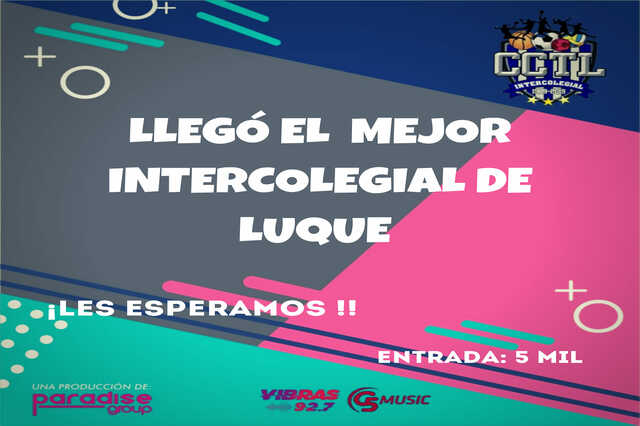 CCTL
INTERCOLEGIAL
LLEGÓ EL MEJOR
INTERCOLEGIAL DE
LUQUE
¡LES ESPERAMOS !!
ENTRADA: 5 MIL
UNA PRODUCCIÓN DE:
paradise
group
VIBRAS
92.7
GS MUSIC